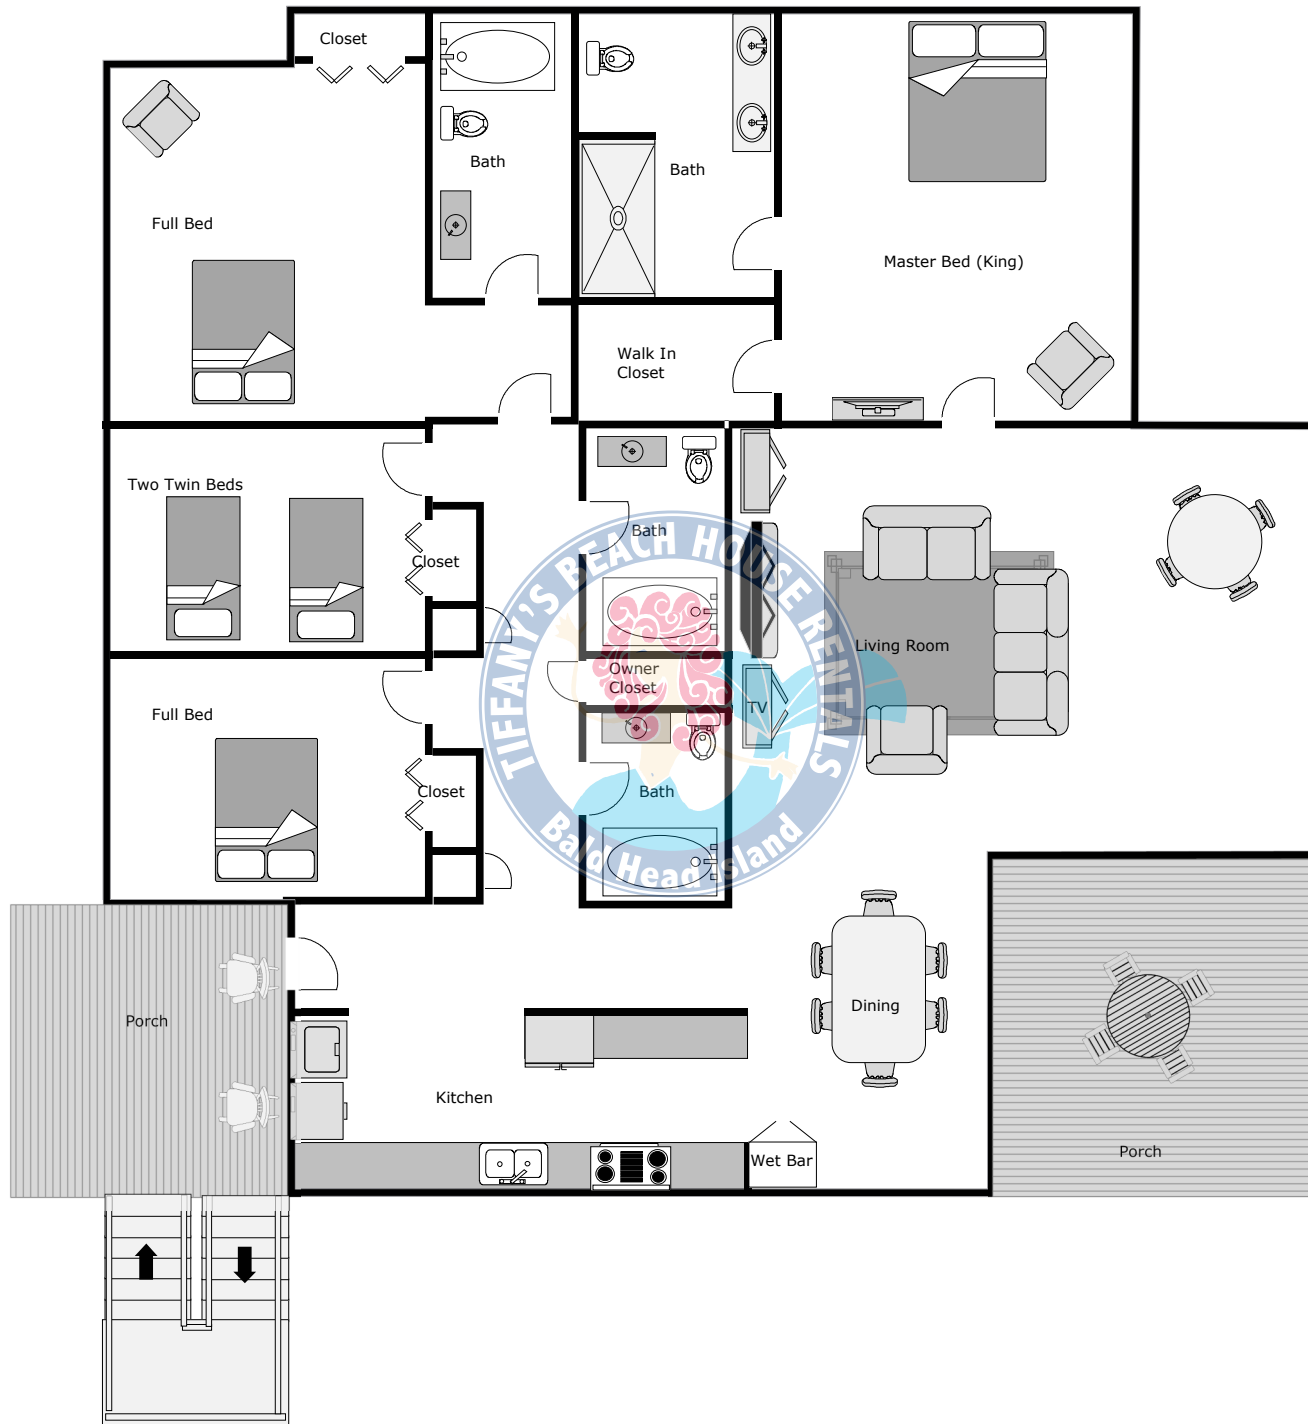 Closet
Bath
Bath
Full Bed
Master Bed (King)
Walk In
Closet
Two Twin Beds
Bath
Closet
Living Room
Owner
Closet
Full Bed
TV
Closet
Bath
TIFFANY'S BEACH HOUSE RENTALS
Bald Head Island
Dining
Porch
Kitchen
Porch
Wet Bar